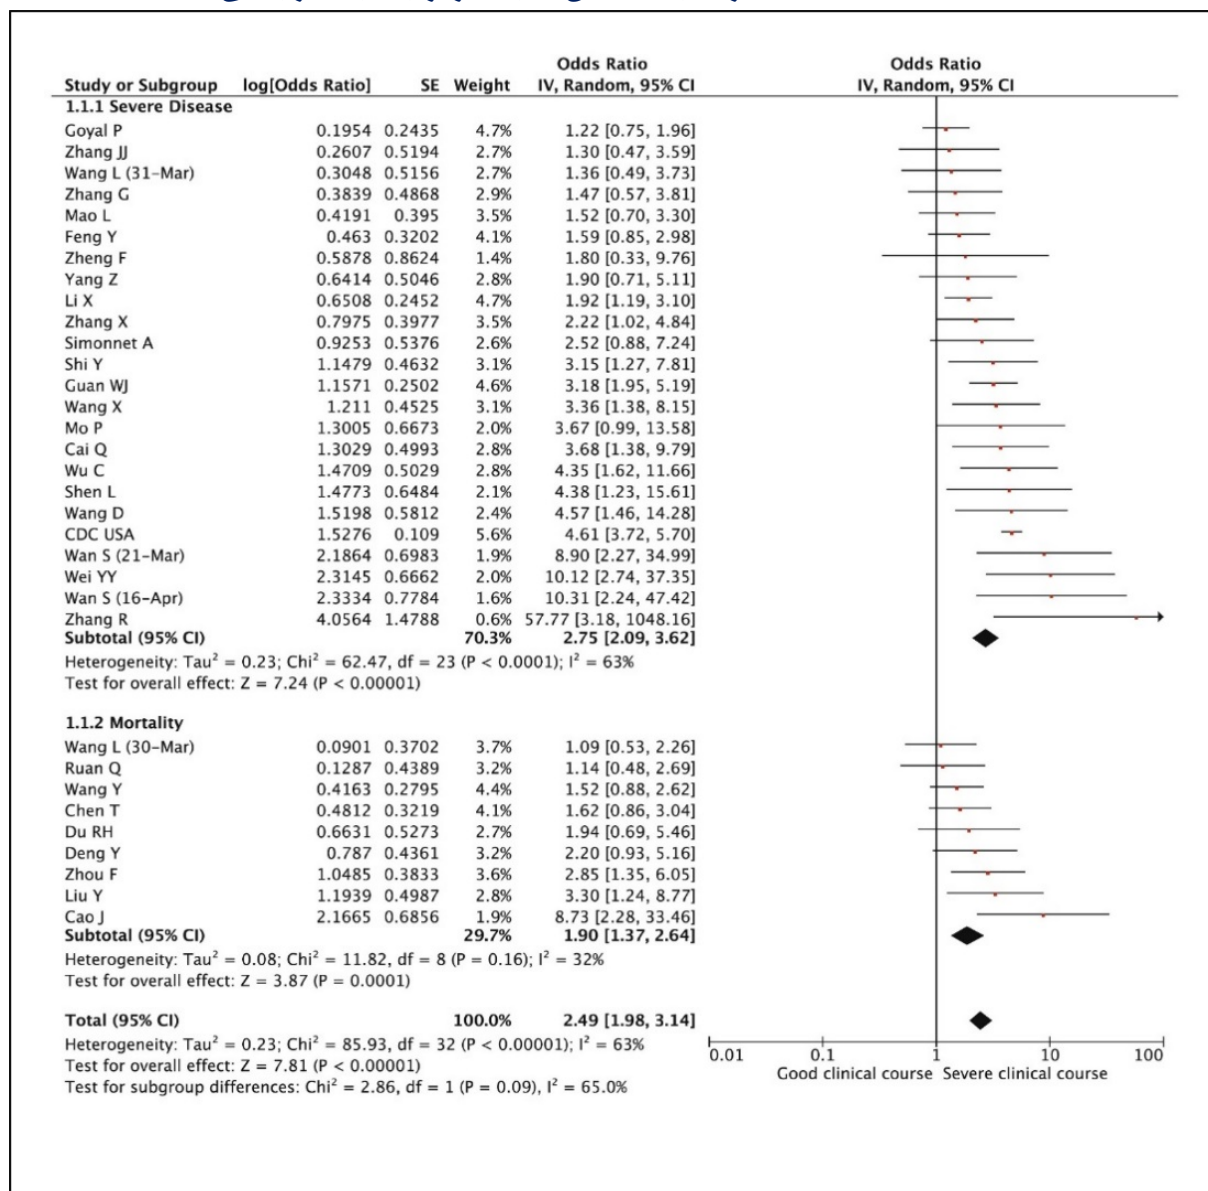 Odds Ratio Odds Ratio
Study or Subgroup log[Odds Ratio] SE Weight IV, Random, 95% CI IV, Random, 95% CI
1.1.1 Severe Disease
Goyal P 0.1954 0.2435 4.7% 1.22 [0.75, 1.96]
Zhang JJ 0.2607 0.5194 2.7% 1.30 [0.47, 3.59]
Wang L (31-Mar) 0.3048 0.5156 2.7% 1.36 [0.49, 3.73]
Zhang G 0.3839 0.4868 2.9% 1.47 [0.57, 3.81]
Mao L 0.4191 0.395 3.5% 1.52 [0.70, 3.30]
Feng Y 0.463 0.3202 4.1% 1.59 [0.85, 2.98]
Zheng F 0.5878 0.8624 1.4% 1.80 [0.33, 9.76]
Yang Z 0.6414 0.5046 2.8% 1.90 [0.71, 5.11]
Li X 0.6508 0.2452 4.7% 1.92 [1.19, 3.10]
Zhang X 0.7975 0.3977 3.5% 2.22 [1.02, 4.84]
Simonnet A 0.9253 0.5376 2.6% 2.52 [0.88, 7.24]
Shi Y 1.1479 0.4632 3.1% 3.15 [1.27, 7.81]
Guan WJ 1.1571 0.2502 4.6% 3.18 [1.95, 5.19]
Wang X 1.211 0.4525 3.1% 3.36 [1.38, 8.15]
Mo P 1.3005 0.6673 2.0% 3.67 [0.99, 13.58]
Cai Q 1.3029 0.4993 2.8% 3.68 [1.38, 9.79]
Wu C 1.4709 0.5029 2.8% 4.35 [1.62, 11.66]
Shen L 1.4773 0.6484 2.1% 4.38 [1.23, 15.61]
Wang D 1.5198 0.5812 2.4% 4.57 [1.46, 14.28]
CDC USA 1.5276 0.109 5.6% 4.61 [3.72, 5.70]
Wan S (21-Mar) 2.1864 0.6983 1.9% 8.90 [2.27, 34.99]
Wei YY 2.3145 0.6662 2.0% 10.12 [2.74, 37.35]
Wan S (16-Apr) 2.3334 0.7784 1.6% 10.31 [2.24, 47.42]
Zhang R 4.0564 1.4788 0.6% 57.77 [3.18, 1048.16]
Subtotal (95% CI) 70.3% 2.75 [2.09, 3.62]
Heterogeneity: Tau² = 0.23; Chi² = 62.47, df = 23 (P < 0.0001); I² = 63%
Test for overall effect: Z = 7.24 (P < 0.00001)
1.1.2 Mortality
Wang L (30-Mar) 0.0901 0.3702 3.7% 1.09 [0.53, 2.26]
Ruan Q 0.1287 0.4389 3.2% 1.14 [0.48, 2.69]
Wang Y 0.4163 0.2795 4.4% 1.52 [0.88, 2.62]
Chen T 0.4812 0.3219 4.1% 1.62 [0.86, 3.04]
Du RH 0.6631 0.5273 2.7% 1.94 [0.69, 5.46]
Deng Y 0.787 0.4361 3.2% 2.20 [0.93, 5.16]
Zhou F 1.0485 0.3833 3.6% 2.85 [1.35, 6.05]
Liu Y 1.1939 0.4987 2.8% 3.30 [1.24, 8.77]
Cao J 2.1665 0.6856 1.9% 8.73 [2.28, 33.46]
Subtotal (95% CI) 29.7% 1.90 [1.37, 2.64]
Heterogeneity: Tau² = 0.08; Chi² = 11.82, df = 8 (P = 0.16); I² = 32%
Test for overall effect: Z = 3.87 (P = 0.0001)
Total (95% CI) 100.0% 2.49 [1.98, 3.14]
Heterogeneity: Tau² = 0.23; Chi² = 85.93, df = 32 (P < 0.00001); I² = 63%
Test for overall effect: Z = 7.81 (P < 0.00001)
Test for subgroup differences: Chi² = 2.86, df = 1 (P = 0.09), I² = 65.0%
0.01 0.1 1 10 100
Good clinical course Severe clinical course